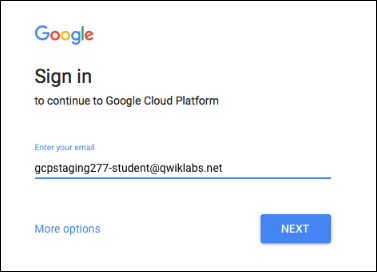 Google
Sign in
to continue to Google Cloud Platform
Enter your email
gcpstaging277-student@qwiklabs.net
More options
NEXT